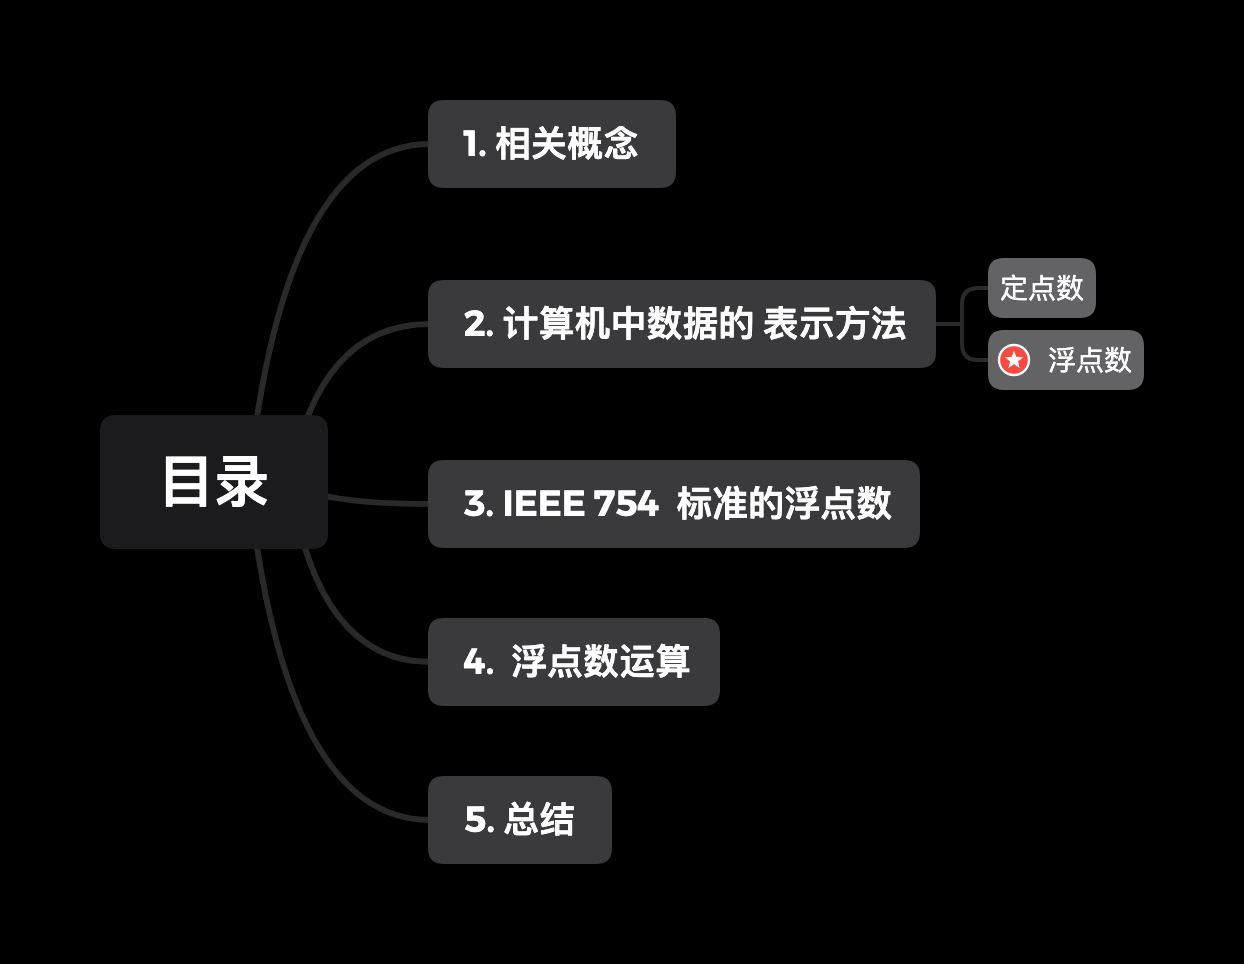 目录
1. 相关概念
2. 计算机中数据的 表示方法
定点数
浮点数
3. IEEE 754  标准的浮点数
4.  浮点数运算
5. 总结